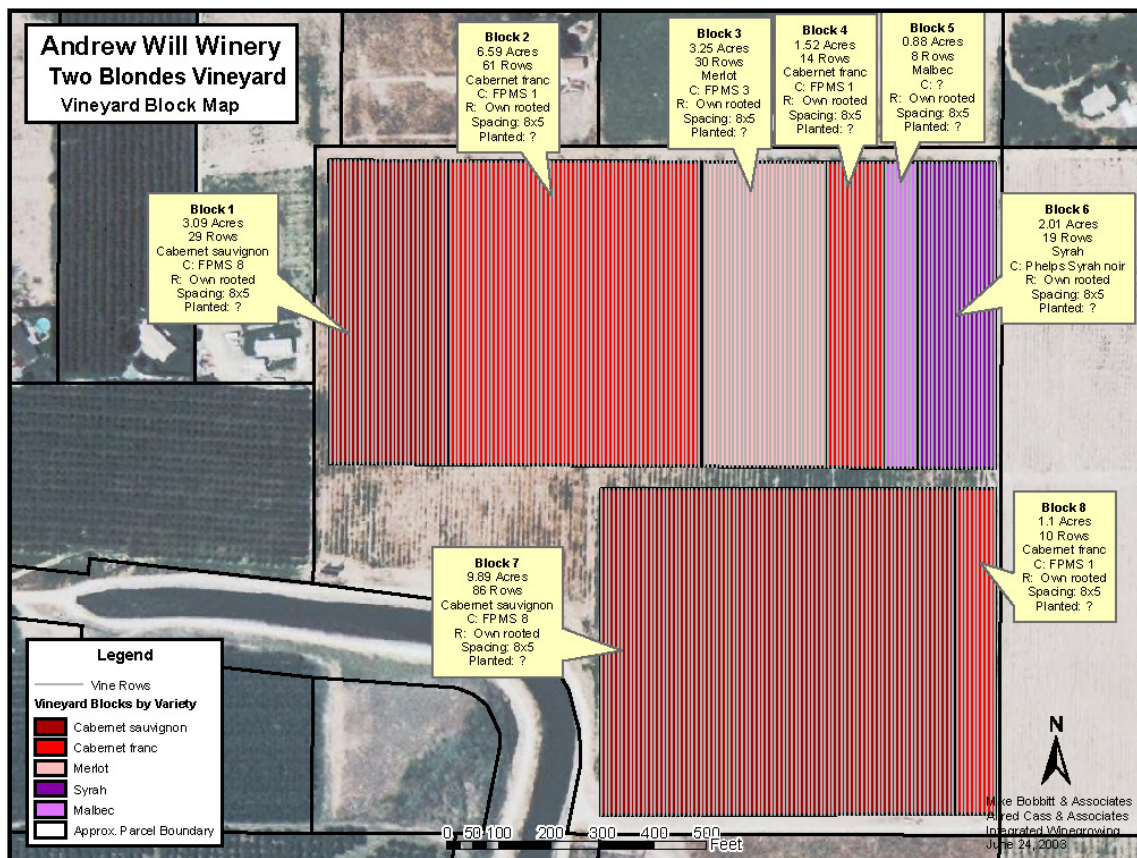 Andrew Will Winery
Two Blondes Vineyard
Vineyard Block Map
Block 1
3.09 Acres
29 Rows
Cabernet sauvignon
C: FPMS 8
R: Own rooted
Spacing: 8x5
Planted: ?
Block 2
6.59 Acres
61 Rows
Cabernet franc
C: FPMS 1
R: Own rooted
Spacing: 8x5
Planted: ?
Block 3
3.25 Acres
30 Rows
Merlot
C: FPMS 3
R: Own rooted
Spacing: 8x5
Planted: ?
Block 4
1.52 Acres
14 Rows
Cabernet franc
C: FPMS 1
R: Own rooted
Spacing: 8x5
Planted: ?
Block 5
0.88 Acres
8 Rows
Malbec
C: ?
R: Own rooted
Spacing: 8x5
Planted: ?
Block 6
2.01 Acres
19 Rows
Syrah
C: Phelps Syrah noir
R: Own rooted
Spacing: 8x5
Planted: ?
Block 7
9.89 Acres
86 Rows
Cabernet sauvignon
C: FPMS 8
R: Own rooted
Spacing: 8x5
Planted: ?
Block 8
1.1 Acres
10 Rows
Cabernet franc
C: FPMS 1
R: Own rooted
Spacing: 8x5
Planted: ?
Legend
Vine Rows
Vineyard Blocks by Variety
Cabernet sauvignon
Cabernet franc
Merlot
Syrah
Malbec
Approx. Parcel Boundary
0 50 100 200 300 400 500
Feet
N
Mike Bobbitt & Associates
Alfred Cass & Associates
Integrated Winegrowing
June 24, 2003